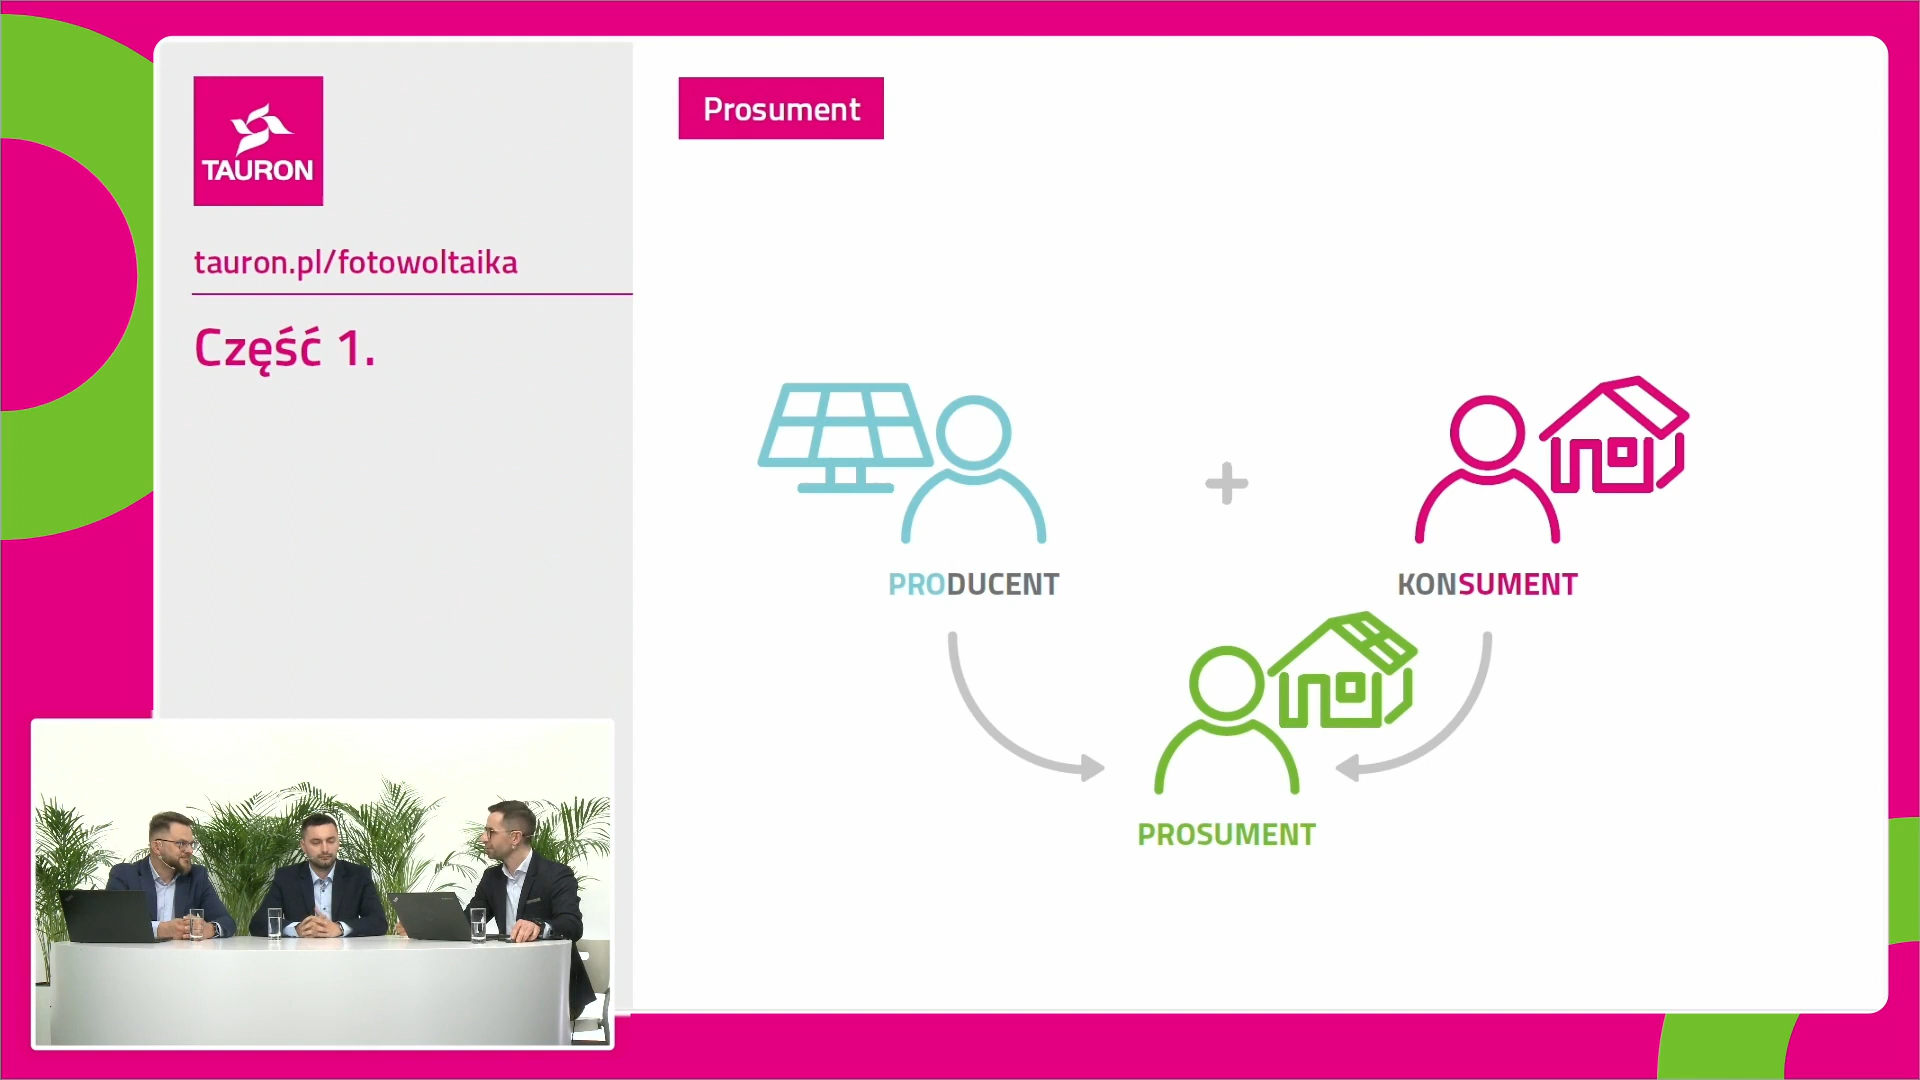 TAURON
tauron.pl/fotowoltaika
Część 1.
Prosument
PRODUCENT
KONSUMENT
PROSUMENT